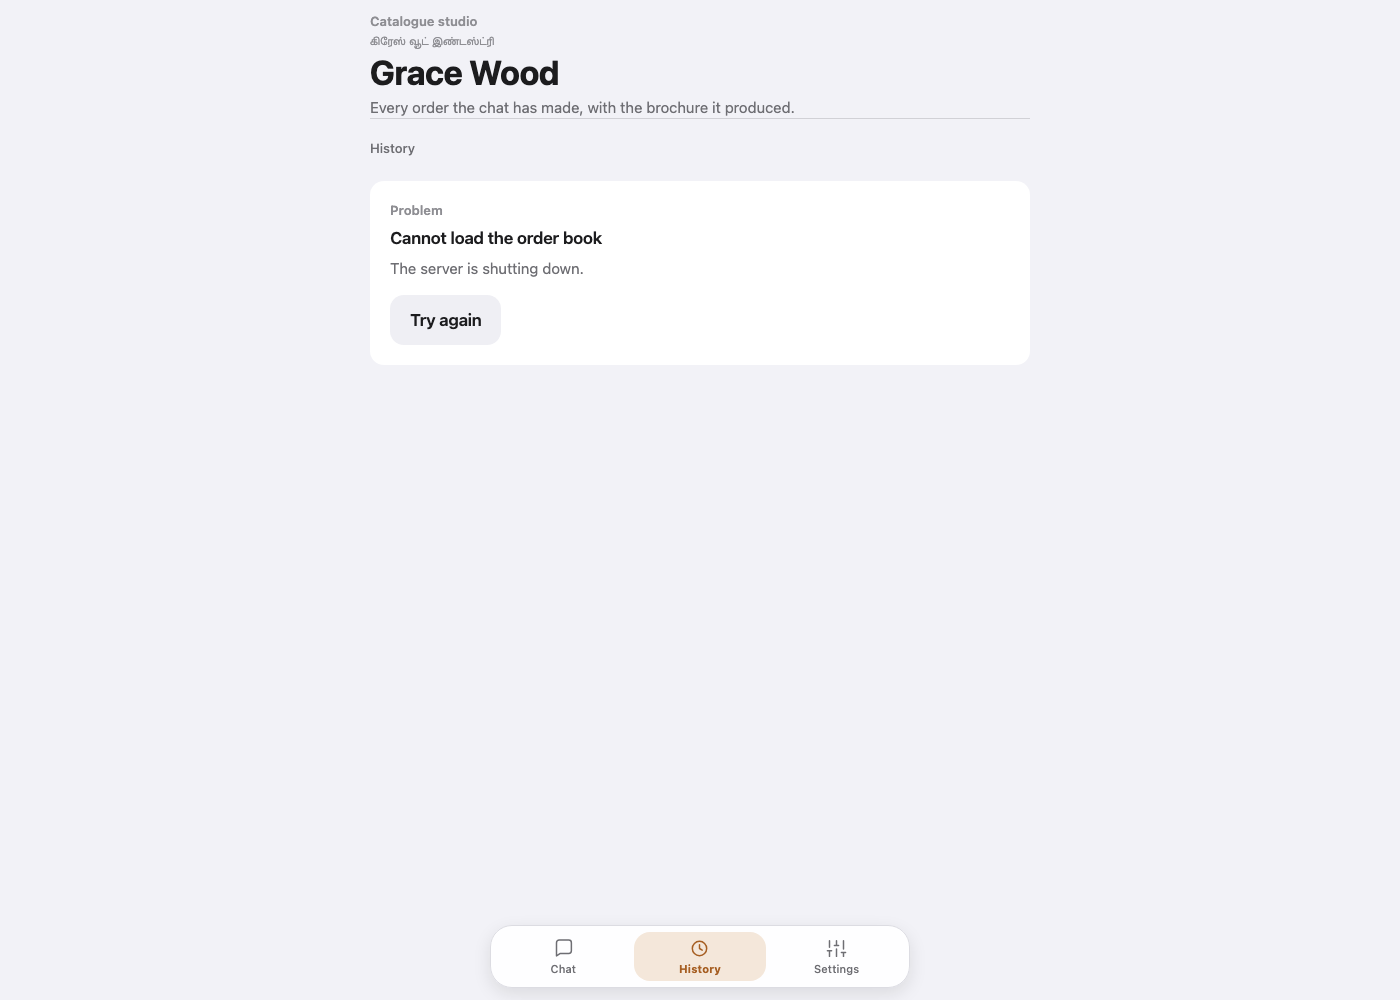 Catalogue studio
கிரேஸ் வூட் இண்டஸ்ட்ரி
Grace Wood
Every order the chat has made, with the brochure it produced.
History
Problem
Cannot load the order book
The server is shutting down.
Try again
Chat
History
Settings